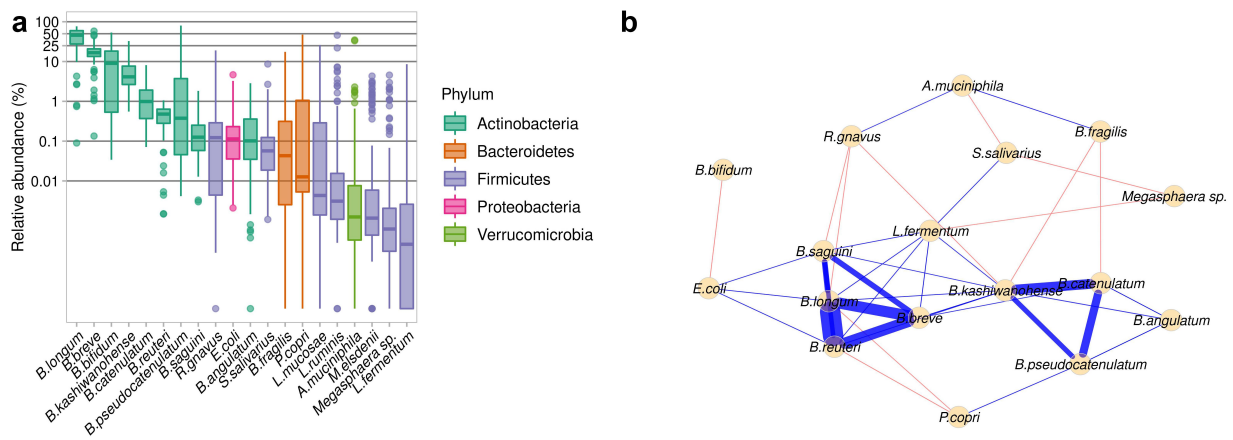 a
Relative abundance (%)
100
50
25
10
1
0.1
0.01
B.longum
B.breve
B.bifidum
B.kashiwanohense
B.catenulatum
B.reuteri
B.pseudocatenulatum
B.saguini
R.gnavus
E.coli
B.angulatum
S.salivarius
B.fragilis
P.copri
L.mucosae
L.ruminis
A.muciniphila
M.elsdenii
Megasphaera sp.
L.fermentum
Phylum
Actinobacteria
Bacteroidetes
Firmicutes
Proteobacteria
Verrucomicrobia
b
A.muciniphila
R.gnavus
B.fragilis
S.salivarius
B.bifidum
Megasphaera sp.
L.fermentum
B.saguini
E.coli
B.kashiwanohense
B.catenulatum
B.longum
B.breve
B.angulatum
B.reuteri
B.pseudocatenulatum
P.copri